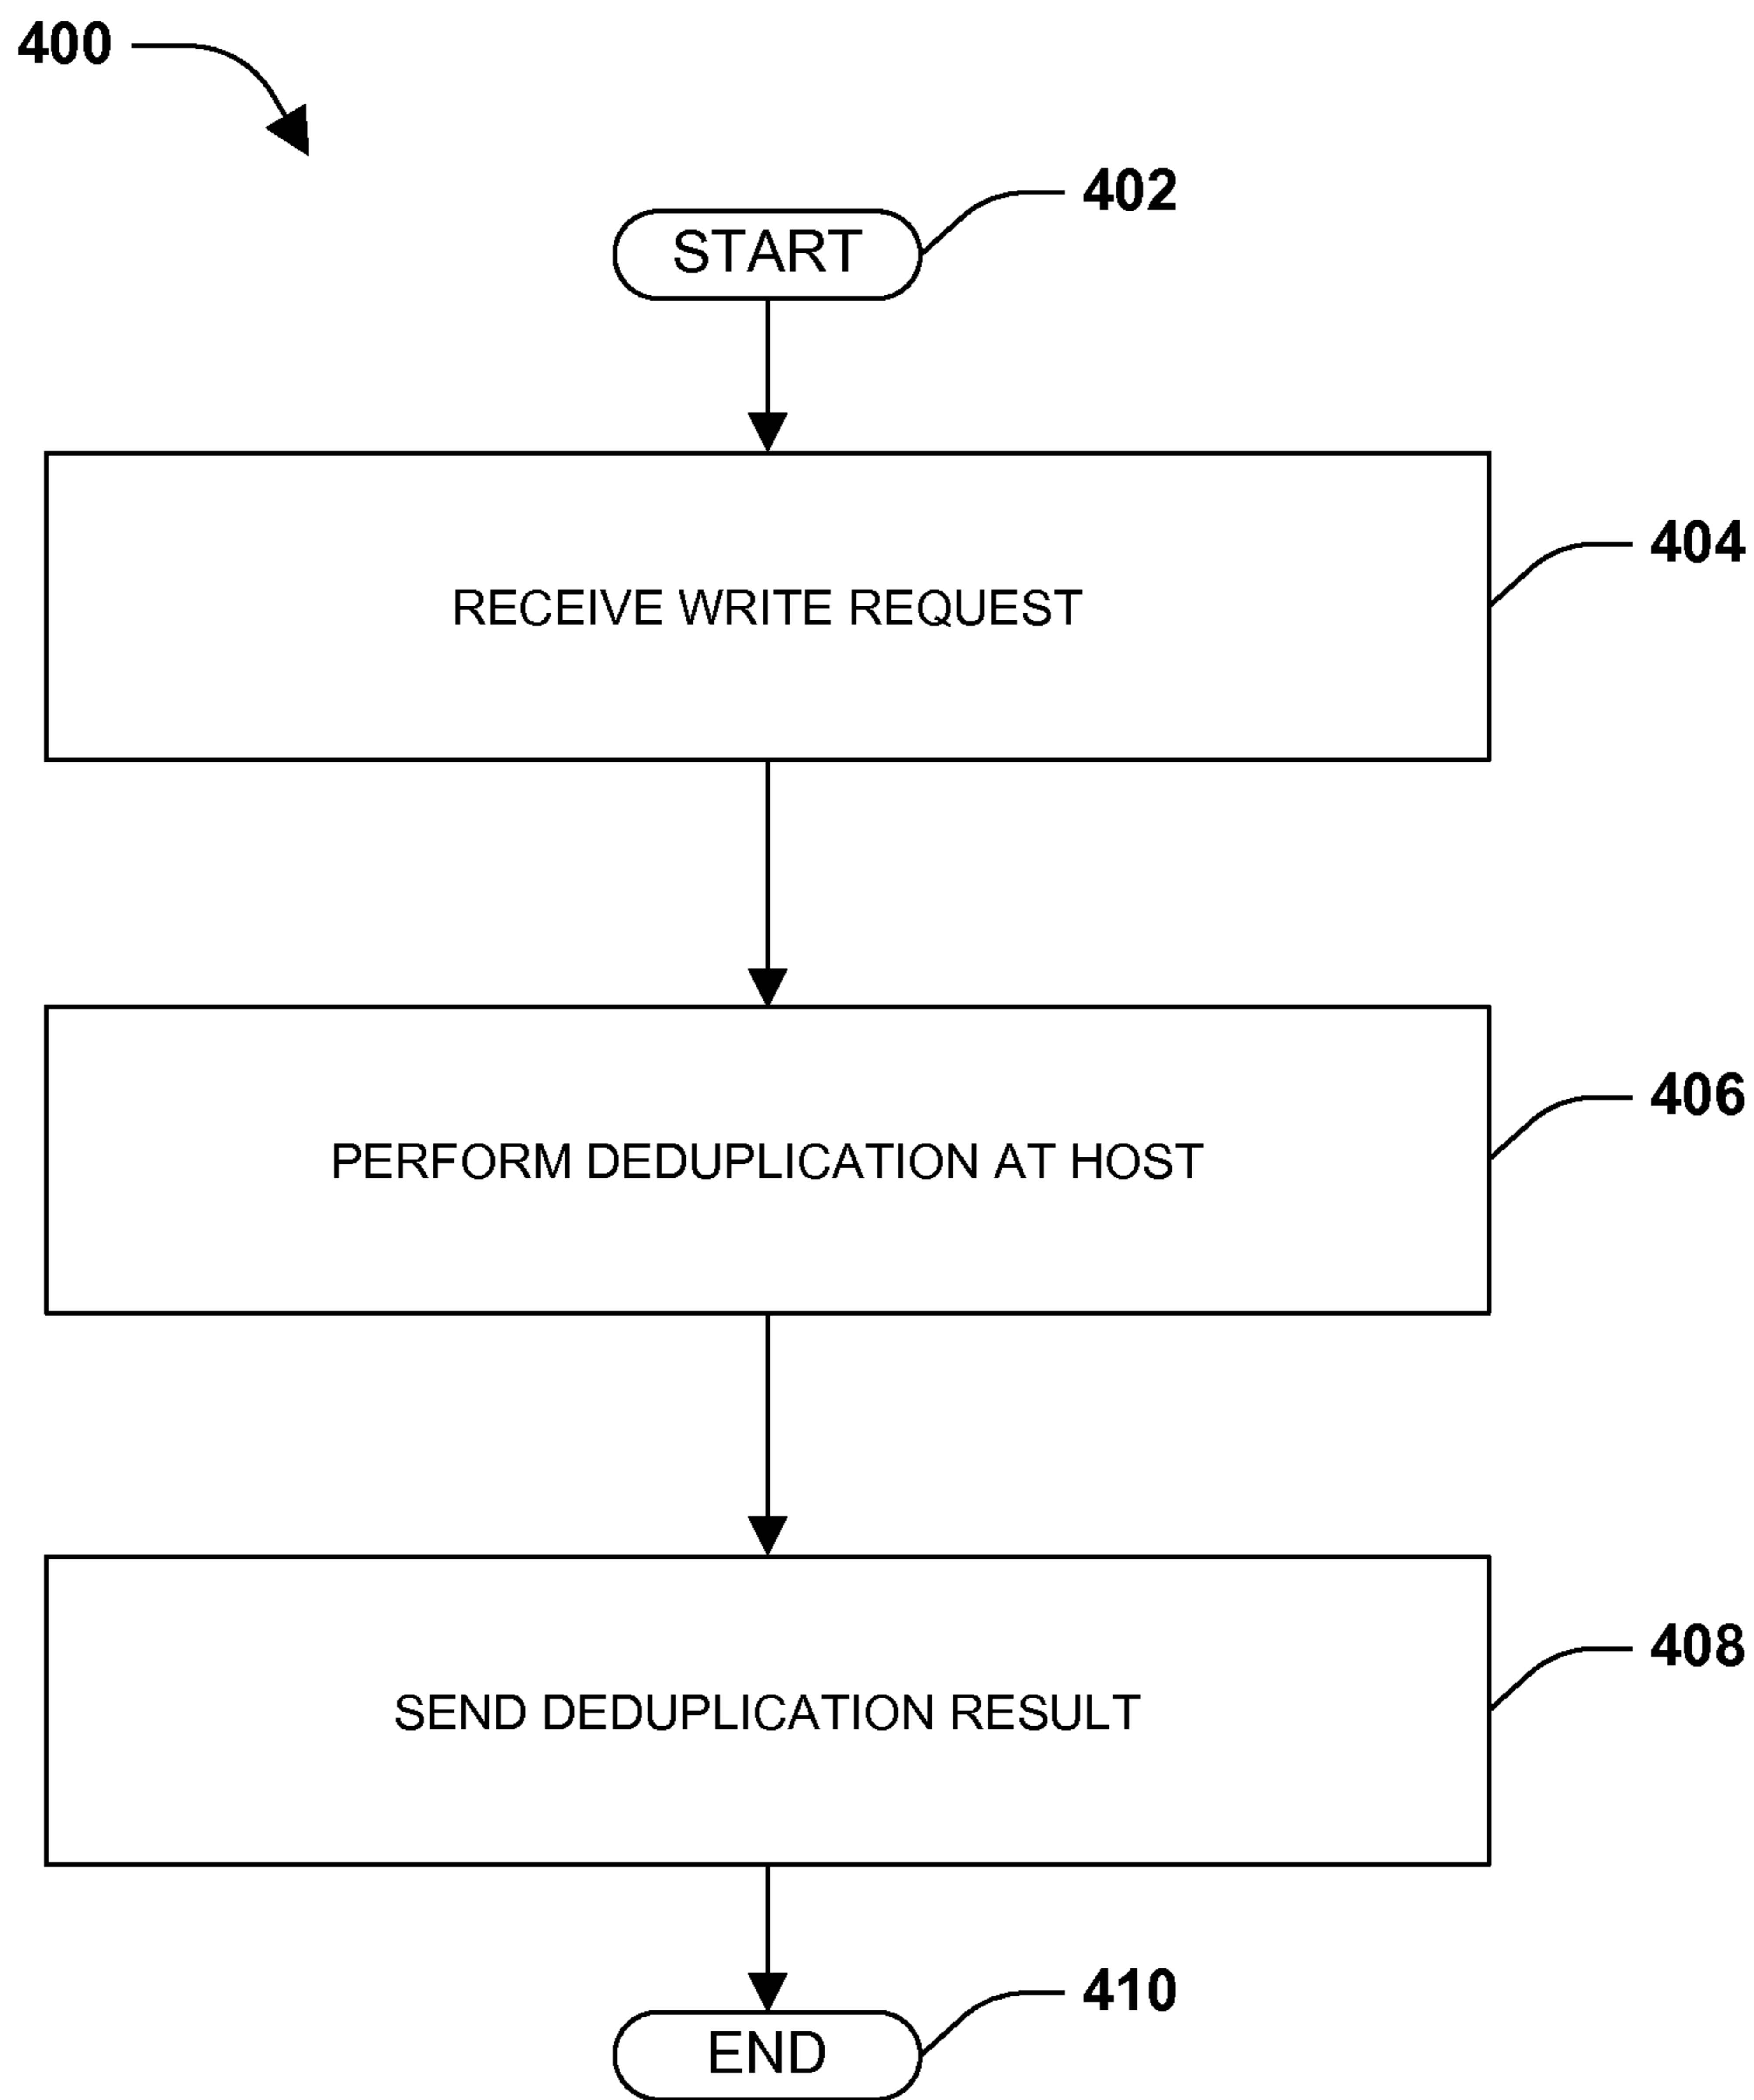 400
402
START
404
RECEIVE WRITE REQUEST
406
PERFORM DEDUPLICATION AT HOST
408
SEND DEDUPLICATION RESULT
410
END